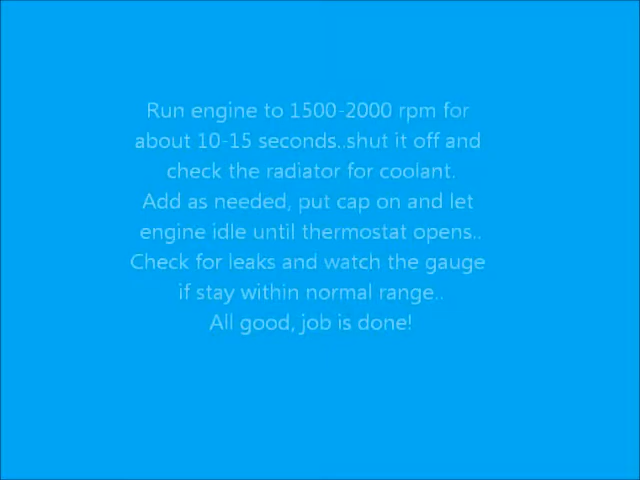 Run engine to 1500-2000 rpm for
about 10-15 seconds..shut it off and
check the radiator for coolant.
Add as needed, put cap on and let
engine idle until thermostat opens..
Check for leaks and watch the gauge
if stay within normal range..
All good, job is done!